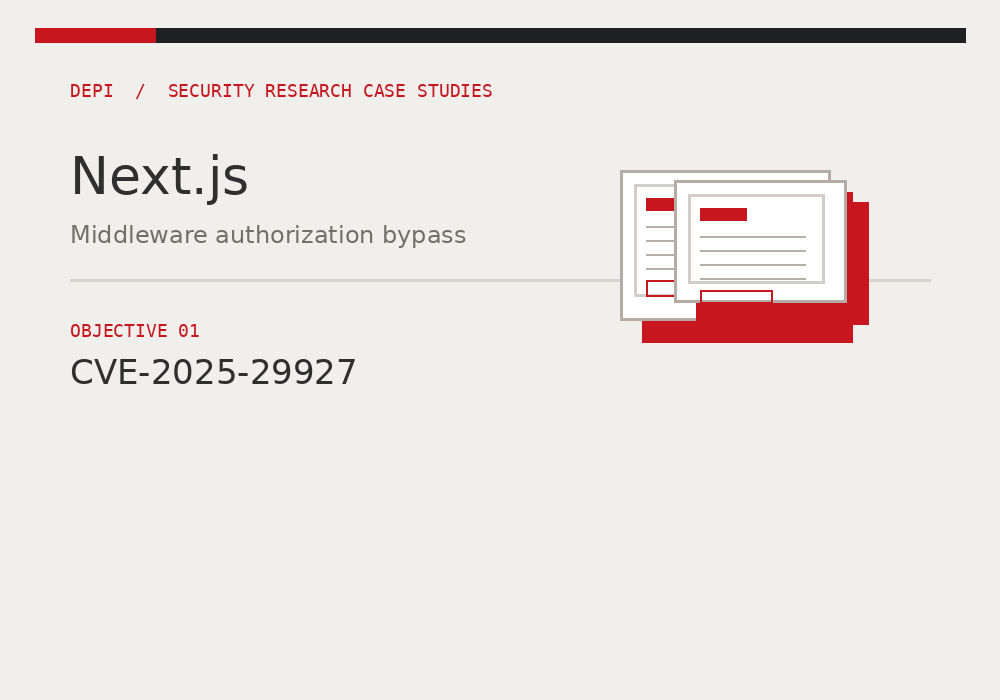 DEPI / SECURITY RESEARCH CASE STUDIES
Next.js
Middleware authorization bypass
OBJECTIVE 01
CVE-2025-29927